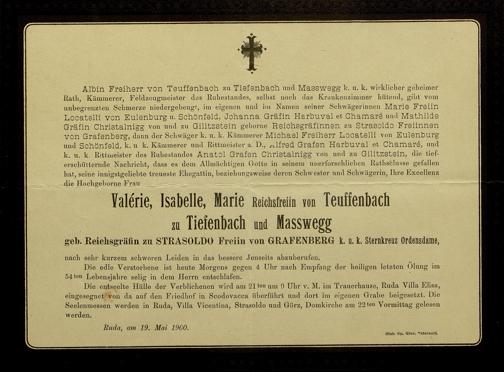 Albin Freiherr von Teuffenbach zu Tiefenbach und Masswegg k. u. k. wirklicher geheimer
Rath, Kämmerer, Feldzeugmeister des Ruhestandes, selbst noch das Krankenzimmer hütend, gibt vom
unbegrenzten Schmerze niedergebeugt, im eigenen und im Namen seiner Schwägerinnen Marie Freiin
Locatelli von Eulenburg u. Schönfeld, Johanna Gräfin Harbuval et Chamaré und Mathilde
Gräfin Christalnigg von und zu Gillitzstein geborene Reichsgräfinnen zu Strasoldo Freiinnen
von Grafenberg, dann der Schwäger k. u. k. Kämmerer Michael Freiherr Locatelli von Eulenburg
und Schönfeld, k. u. k. Kämmerer und Rittmeister a. D., Alfred Grafen Harbuval et Chamaré, und
k. u. k. Rittmeister des Ruhestandes Anatol Grafen Christalnigg von und zu Gillitzstein, die tief-
erschütternde Nachricht, dass es dem Allmächtigen Gotte in seinem unerforschlichen Rathschlusse gefallen
hat, seine innigstgeliebte treueste Ehegattin, beziehungsweise deren Schwester und Schwägerin, Ihre Excellenz
die Hochgeborne Frau
Valérie, Isabelle, Marie Reichsfreiin von Teuffenbach
zu Tiefenbach und Masswegg
geb. Reichsgräfin zu STRASOLDO Freiin von GRAFENBERG k. u. k. Sternkreuz Ordensdame,
nach sehr kurzem schweren Leiden in das bessere Jenseits abzuberufen.
Die edle Verstorbene ist heute Morgens gegen 4 Uhr nach Empfang der heiligen letzten Ölung im
54ten Lebensjahre selig in dem Herrn entschlafen.
Die entseelte Hülle der Verblichenen wird am 21ten um 9 Uhr v. M. im Trauerhause, Ruda Villa Elisa,
eingesegnet von da auf den Friedhof in Scodovacca überführt und dort im eigenen Grabe beigesetzt. Die
Seelenmessen werden in Ruda, Villa Vicentina, Strasoldo und Görz, Domkirche am 22ten Vormittag gelesen
werden.
Ruda, am 19. Mai 1900.